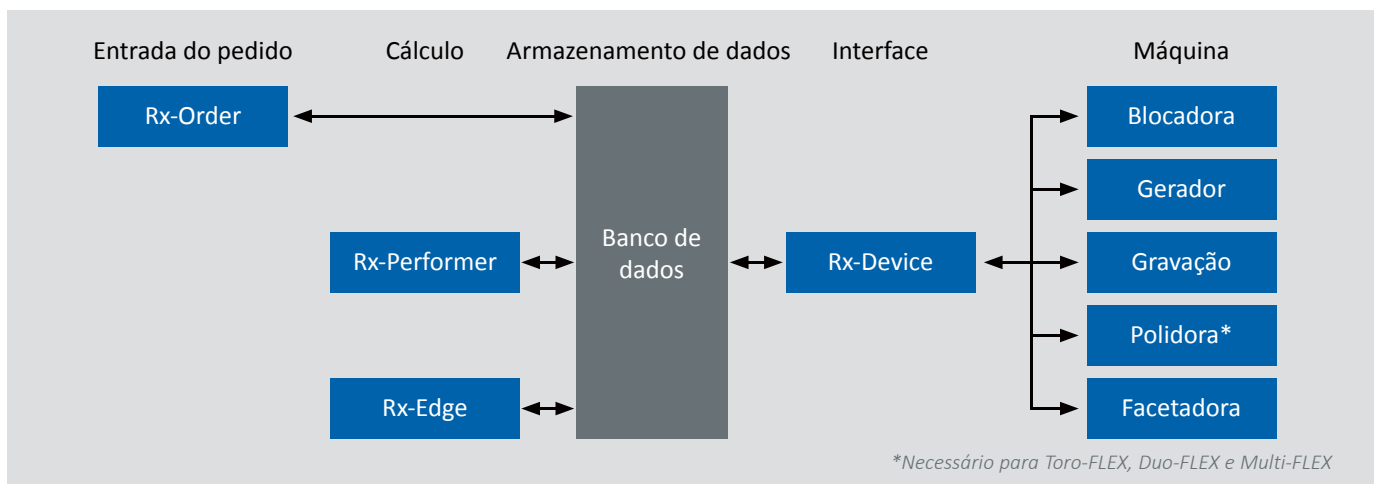 Entrada do pedido
Cálculo
Armazenamento de dados
Interface
Máquina
Rx-Order
Blocadora
Gerador
Rx-Performer
Banco de
dados
Rx-Device
Gravação
Polidora*
Rx-Edge
Facetadora
*Necessário para Toro-FLEX, Duo-FLEX e Multi-FLEX